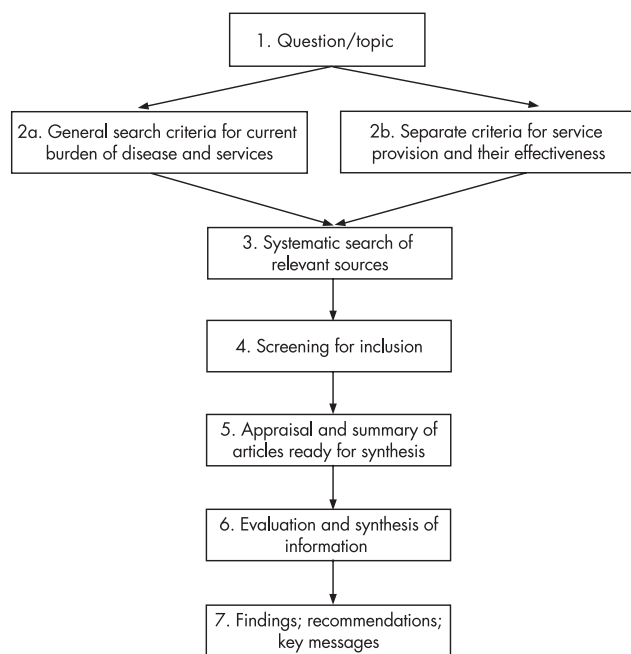 1. Question/topic
2a. General search criteria for current
burden of disease and services
2b. Separate criteria for service
provision and their effectiveness
3. Systematic search of
relevant sources
4. Screening for inclusion
5. Appraisal and summary of
articles ready for synthesis
6. Evaluation and synthesis of
information
7. Findings; recommendations;
key messages